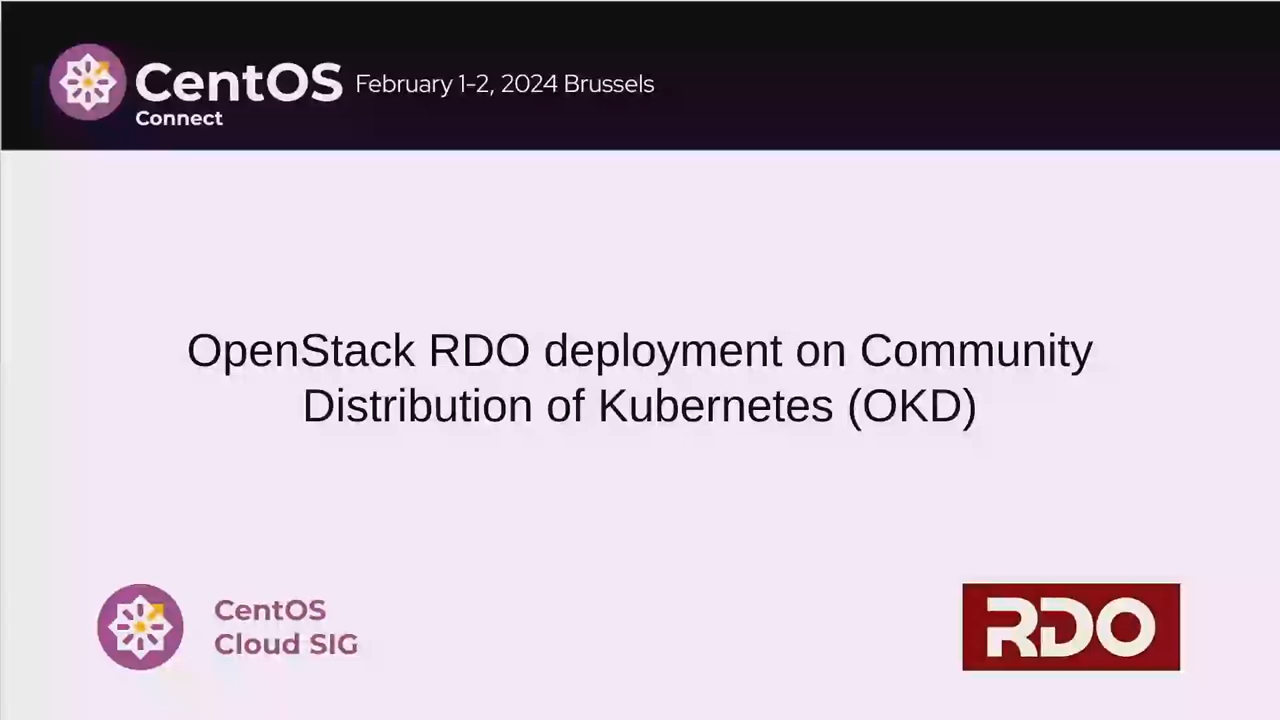 CentOS February 1-2, 2024 Brussels
Connect
OpenStack RDO deployment on Community
Distribution of Kubernetes (OKD)
CentOS
Cloud SIG
RDO